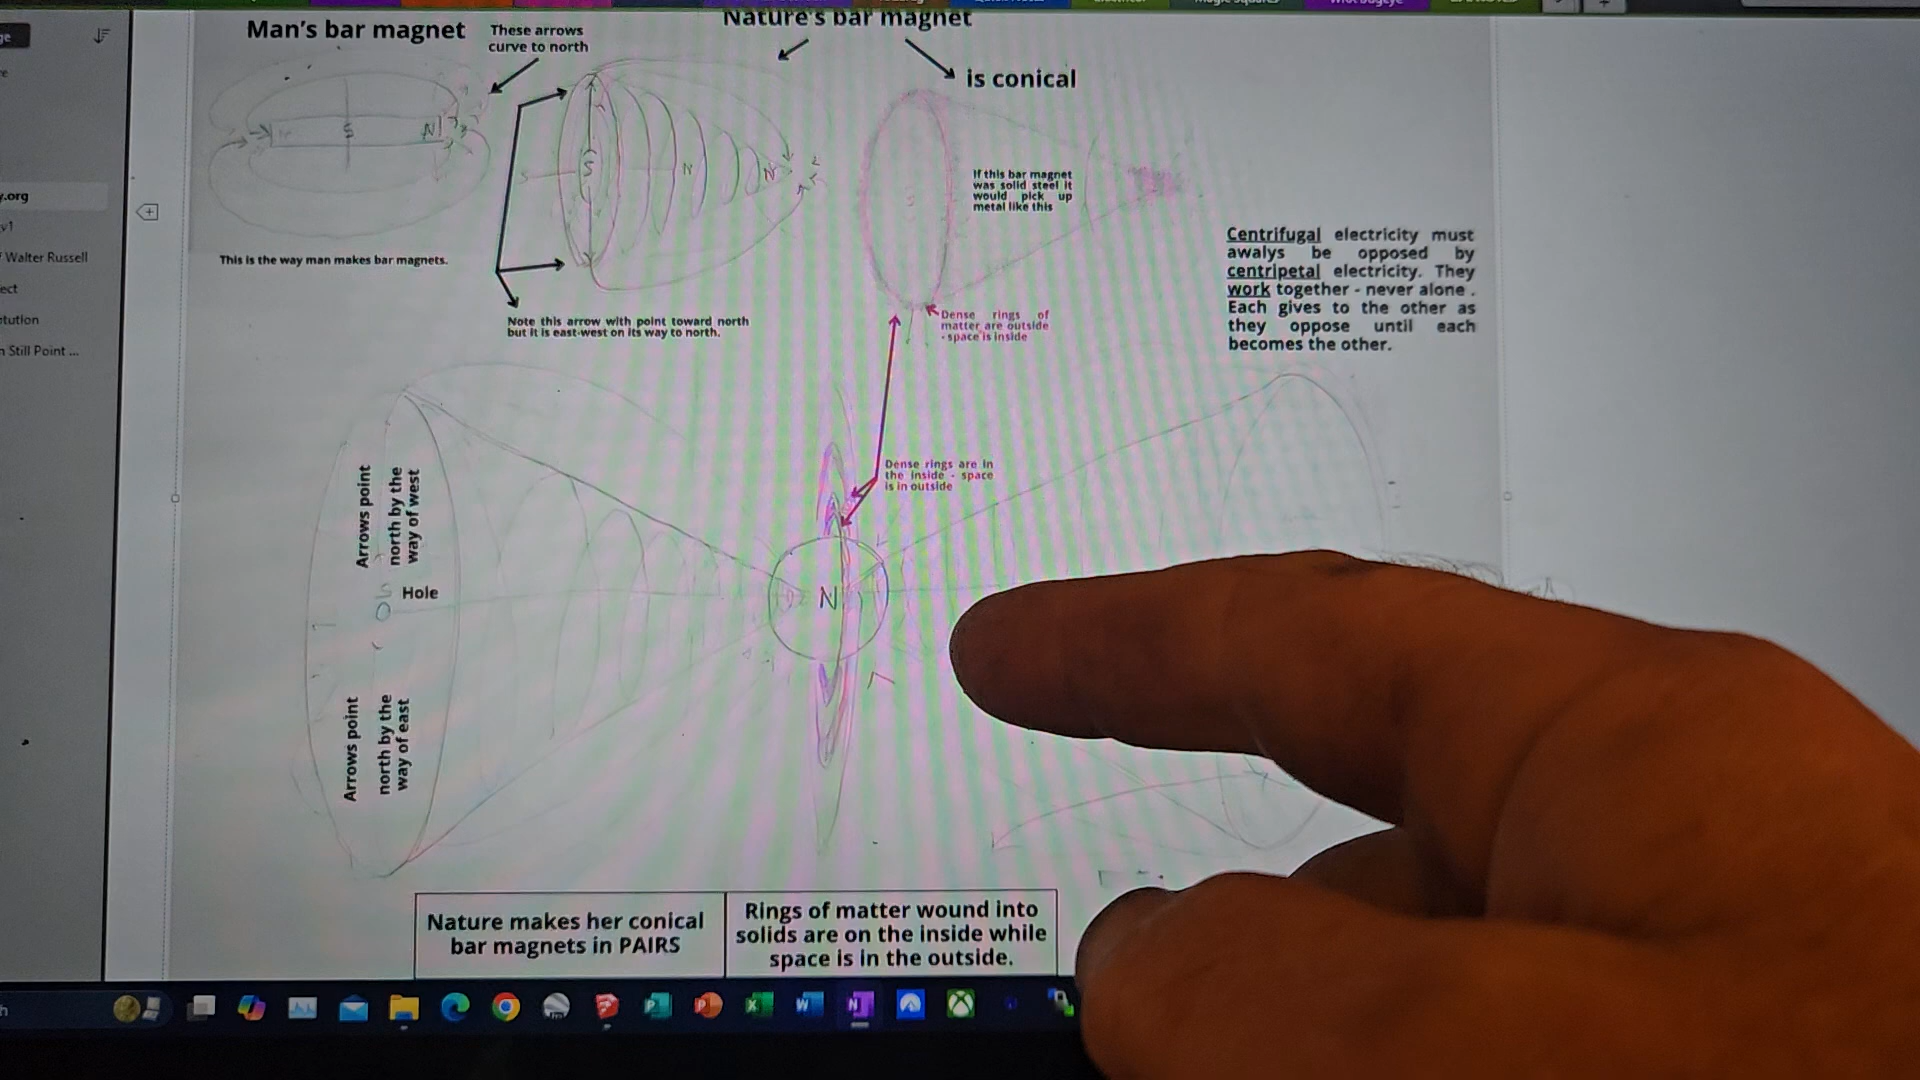 Man's bar magnet
These arrows
curve to north
Nature's bar magnet
is conical
S
N
S
S
N
N
If this bar magnet
was solid steel it
would pick up
metal like this
This is the way man makes bar magnets.
Note this arrow with point toward north
but it is east-west on its way to north.
Dense rings of
matter are outside
- space is inside
Centrifugal electricity must
awalys be opposed by
centripetal electricity. They
work together - never alone .
Each gives to the other as
they oppose until each
becomes the other.
y.org
v1
Walter Russell
ect
tution
n Still Point ...
Dense rings are in
the inside - space
is in outside
Arrows point
north by the
way of west
S
Hole
N
Arrows point
north by the
way of east
Nature makes her conical
bar magnets in PAIRS
Rings of matter wound into
solids are on the inside while
space is in the outside.